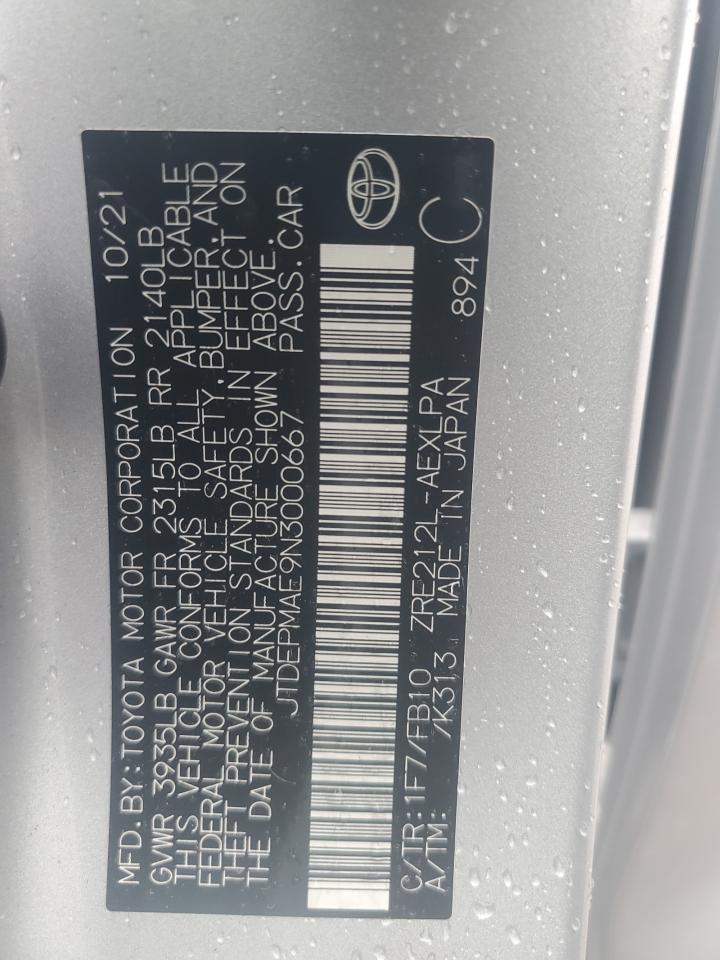 MFD. BY: TOYOTA MOTOR CORPORATION 10/21
GVWR 3935LB GAWR FR 2315LB RR 2140LB
THIS VEHICLE CONFORMS TO ALL APPLICABLE
FEDERAL MOTOR VEHICLE SAFETY, BUMPER, AND
THEFT PREVENTION STANDARDS IN EFFECT ON
THE DATE OF MANUFACTURE SHOWN ABOVE.
JTDEPMAE9N3000667 PASS.CAR
C/TR: 1F7/FB10 ZRE212L-AEXLPA
A/TM: /K313 MADE IN JAPAN 894 C